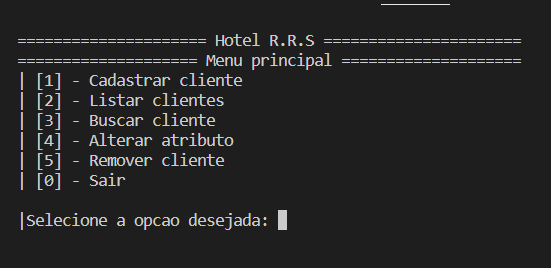 ===================== Hotel R.R.S ======================
==================== Menu principal ====================
| [1] - Cadastrar cliente
| [2] - Listar clientes
| [3] - Buscar cliente
| [4] - Alterar atributo
| [5] - Remover cliente
| [0] - Sair
|Selecione a opcao desejada: